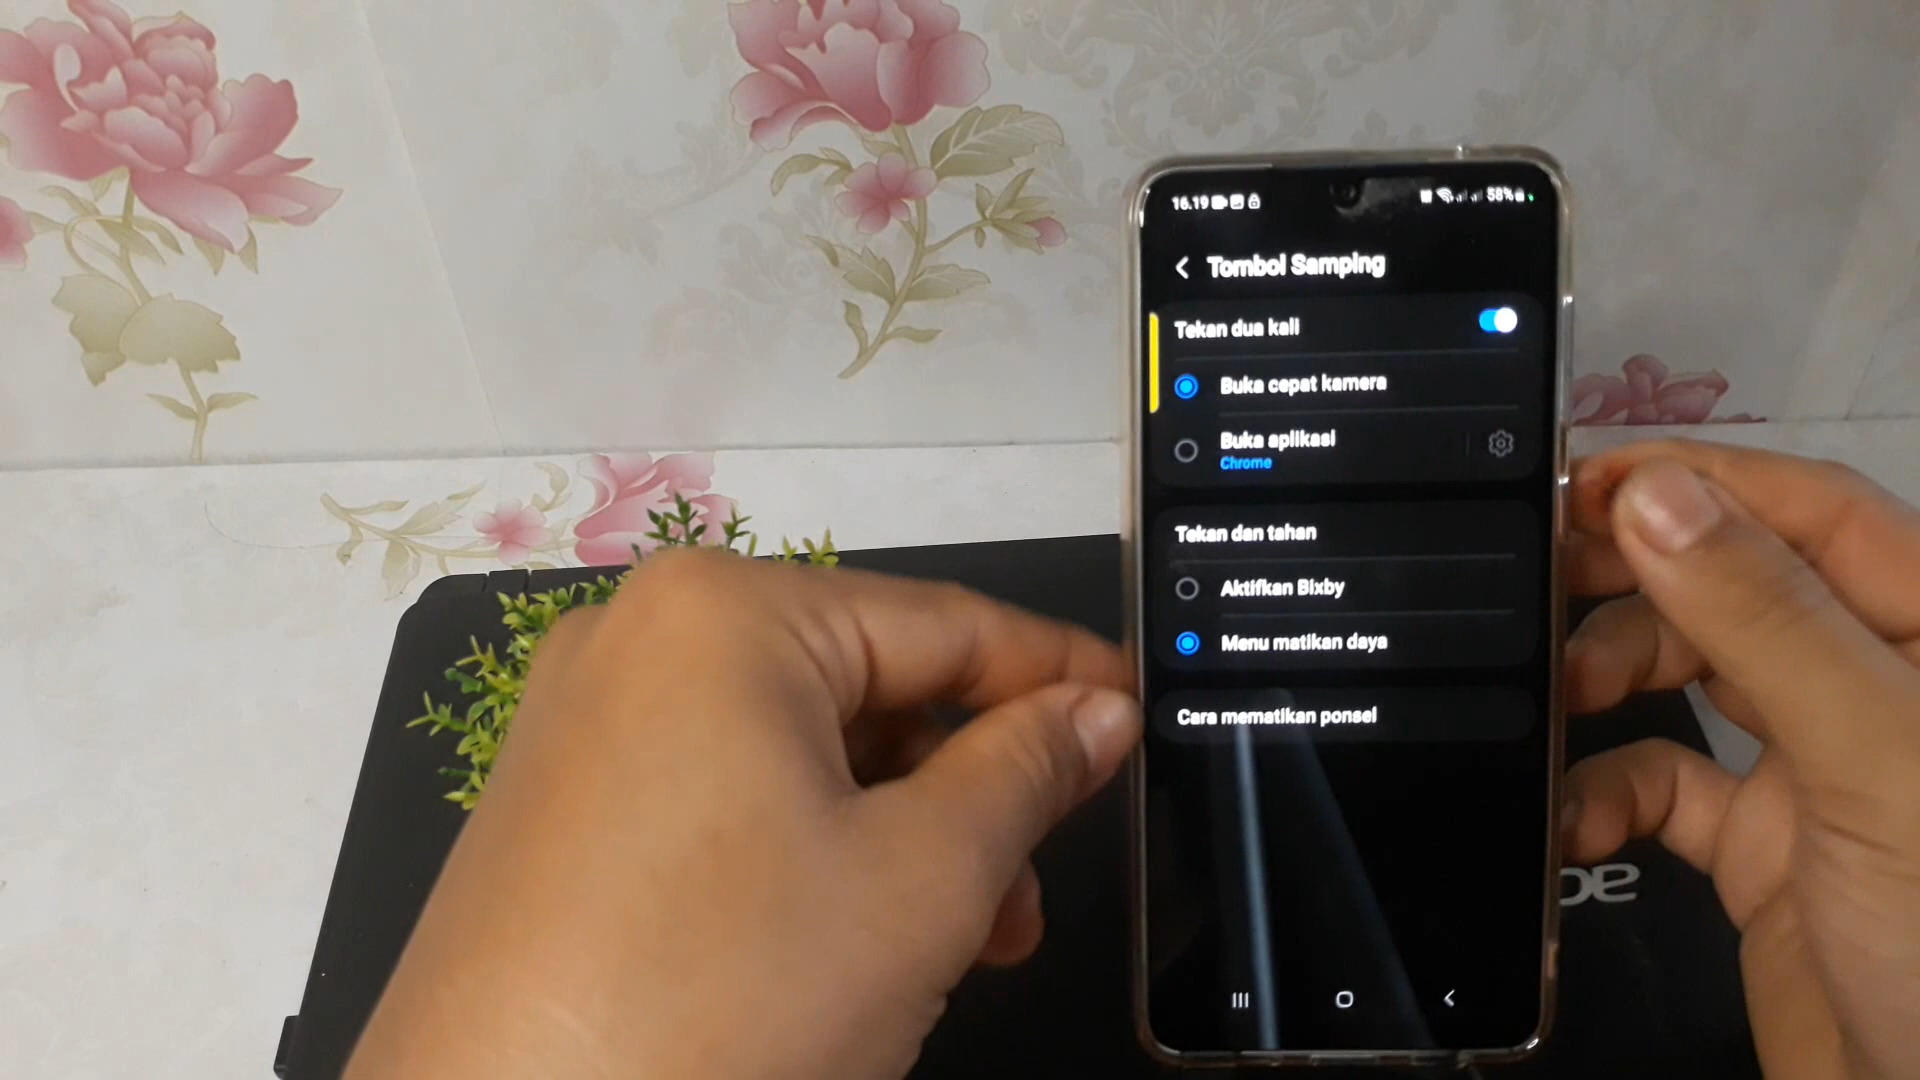 16.19 58%
Tombol Samping
Tekan dua kali
Buka cepat kamera
Buka aplikasi
Chrome
Tekan dan tahan
Aktifkan Bixby
Menu matikan daya
Cara mematikan ponsel